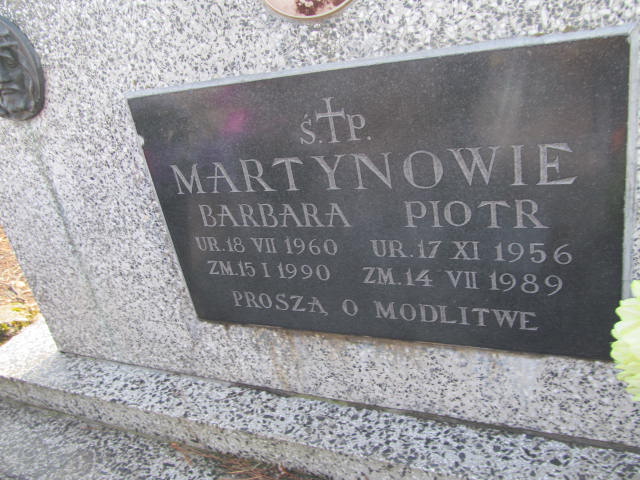 Ś.✝P.
MARTYNOWIE
BARBARA PIOTR
UR.18 VII 1960 UR.17 XI 1956
ZM.15 I 1990 ZM.14 VII 1989
PROSZĄ O MODLITWE